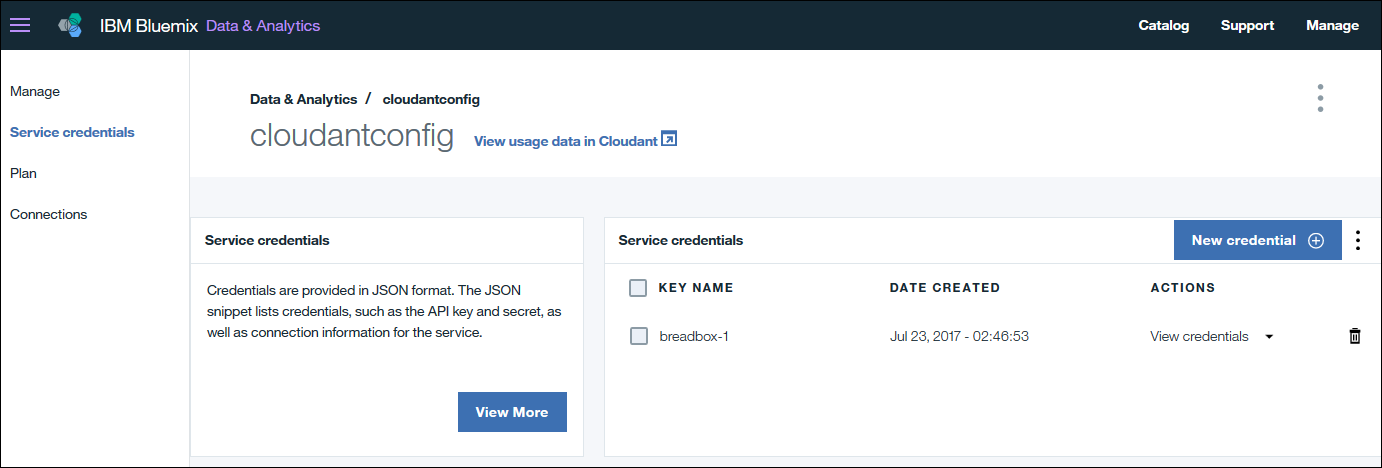 IBM Bluemix Data & Analytics
Catalog
Support
Manage
Manage
Service credentials
Plan
Connections
Data & Analytics / cloudantconfig
cloudantconfig
View usage data in Cloudant
Service credentials
Credentials are provided in JSON format. The JSON
snippet lists credentials, such as the API key and secret, as
well as connection information for the service.
View More
Service credentials
New credential
KEY NAME
DATE CREATED
ACTIONS
breadbox-1
Jul 23, 2017 - 02:46:53
View credentials